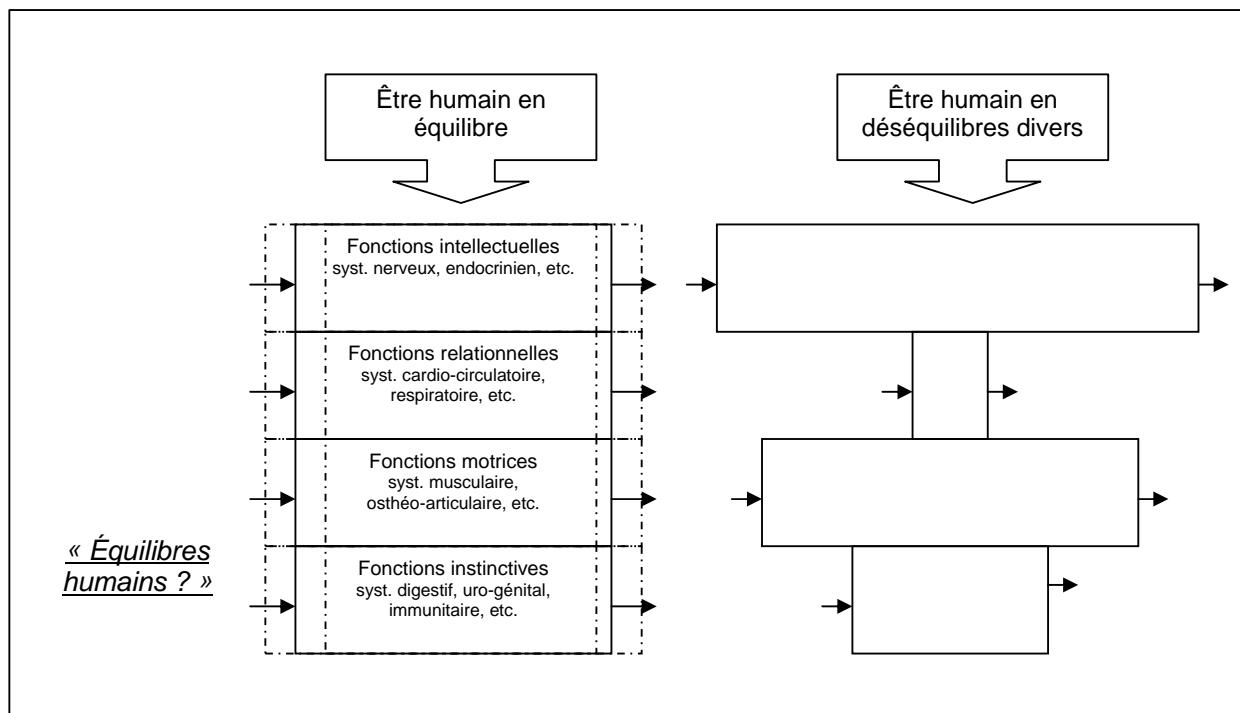 Être humain en
équilibre
Être humain en
déséquilibres divers
Fonctions intellectuelles
syst. nerveux, endocrinien, etc.
Fonctions relationnelles
syst. cardio-circulatoire,
respiratoire, etc.
Fonctions motrices
syst. musculaire,
osthéo-articulaire, etc.
« Équilibres
humains ? »
Fonctions instinctives
syst. digestif, uro-génital,
immunitaire, etc.